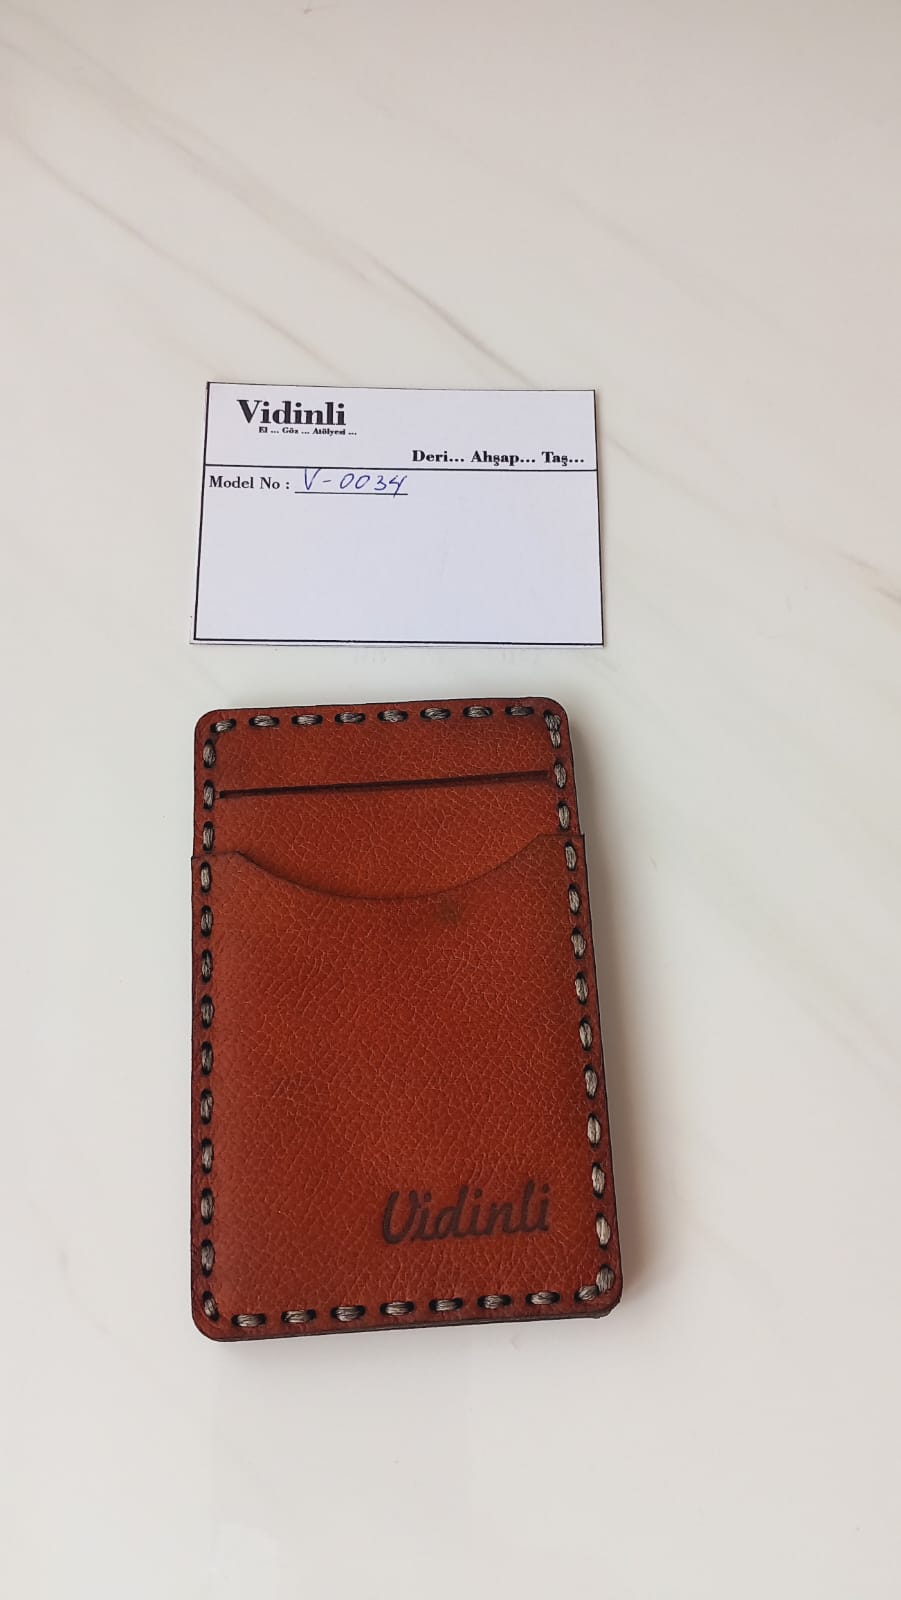 Vidinli
El ... Göz ... Atölyesi ...
Deri... Ahşap... Taş...
Model No : V-0034
Vidinli